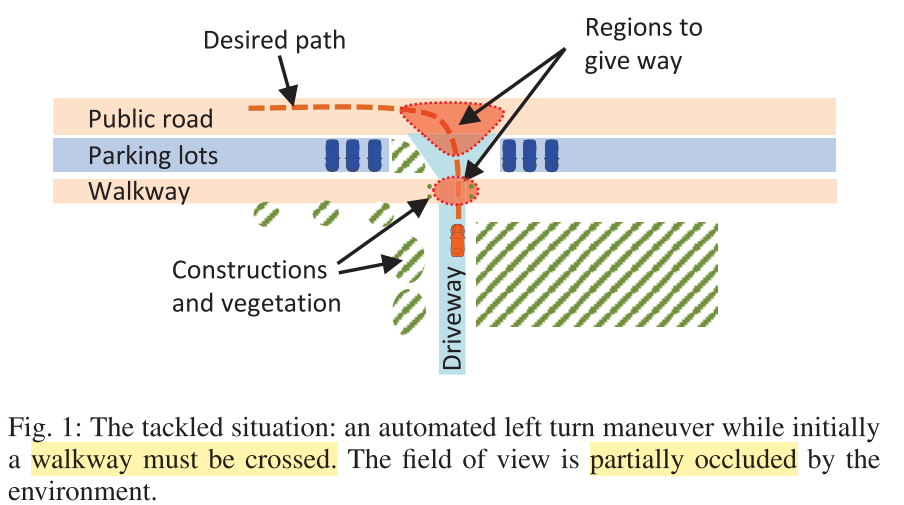 Desired path
Regions to
give way
Public road
Parking lots
Walkway
Constructions
and vegetation
Driveway
Fig. 1: The tackled situation: an automated left turn maneuver while initially
a walkway must be crossed. The field of view is partially occluded by the
environment.